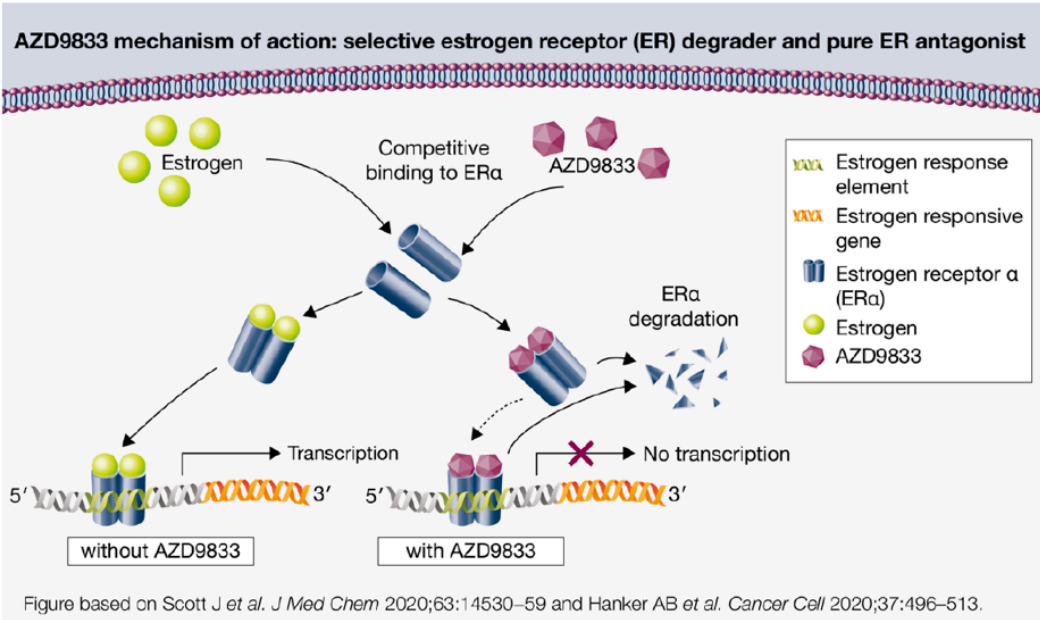 AZD9833 mechanism of action: selective estrogen receptor (ER) degrader and pure ER antagonist
Estrogen
Competitive
binding to ERα
AZD9833
Estrogen response
element
Estrogen responsive
gene
Estrogen receptor α
(ERα)
Estrogen
AZD9833
ERα
degradation
Transcription
No transcription
5′
3′
5′
3′
without AZD9833
with AZD9833
Figure based on Scott J et al. J Med Chem 2020;63:14530–59 and Hanker AB et al. Cancer Cell 2020;37:496–513.